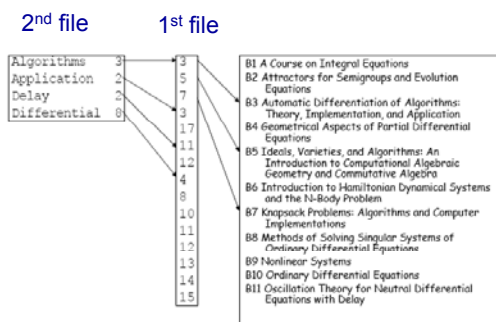 2nd file 1st file
Algorithms 3
Application 2
Delay 2
Differential 8
3
5
7
3
17
11
12
4
8
10
11
12
13
14
15
B1 A Course on Integral Equations
B2 Attractors for Semigroups and Evolution
Equations
B3 Automatic Differentiation of Algorithms:
Theory, Implementation, and Application
B4 Geometrical Aspects of Partial Differential
Equations
B5 Ideals, Varieties, and Algorithms: An
Introduction to Computational Algebraic
Geometry and Commutative Algebra
B6 Introduction to Hamiltonian Dynamical Systems
and the N-Body Problem
B7 Knapsack Problems: Algorithms and Computer
Implementations
B8 Methods of Solving Singular Systems of
Ordinary Differential Equations
B9 Nonlinear Systems
B10 Ordinary Differential Equations
B11 Oscillation Theory for Neutral Differential
Equations with Delay